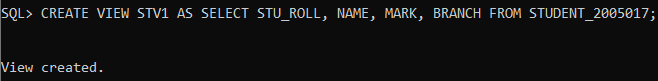 SQL> CREATE VIEW STV1 AS SELECT STU_ROLL, NAME, MARK, BRANCH FROM STUDENT_2005017;
View created.